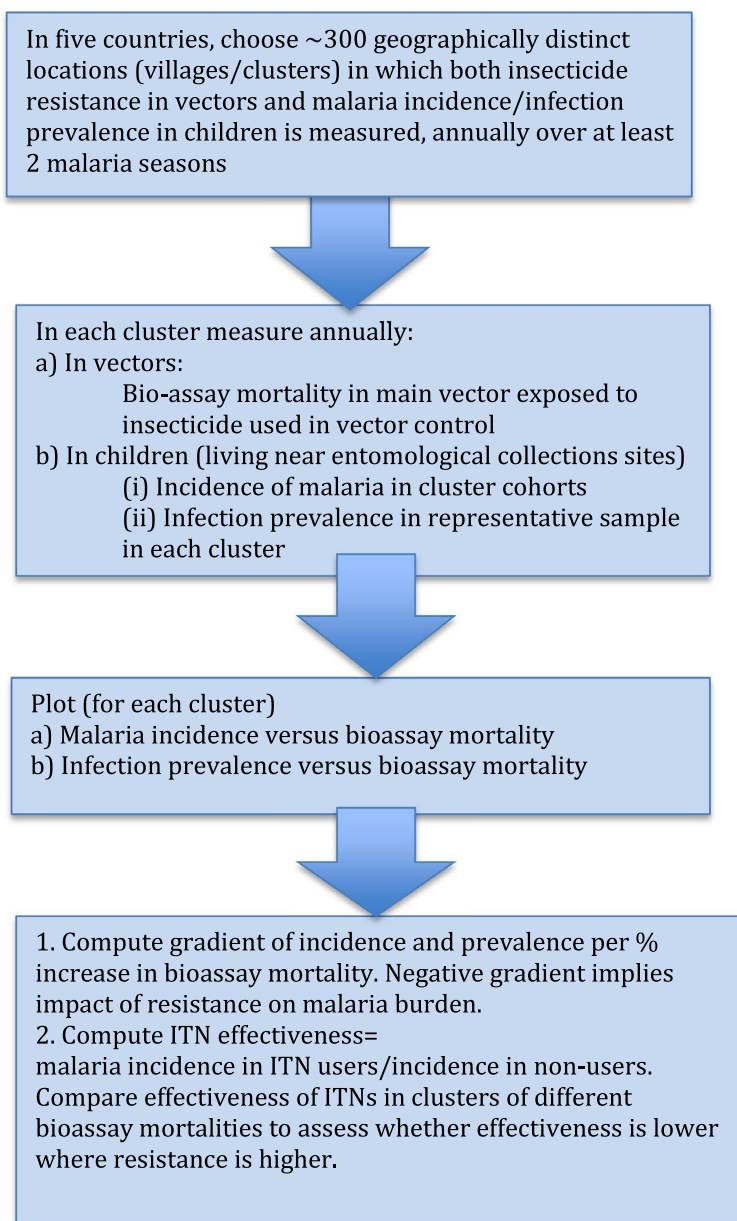 In five countries, choose ~300 geographically distinct
locations (villages/clusters) in which both insecticide
resistance in vectors and malaria incidence/infection
prevalence in children is measured, annually over at least
2 malaria seasons
In each cluster measure annually:
a) In vectors:
Bio-assay mortality in main vector exposed to
insecticide used in vector control
b) In children (living near entomological collections sites)
(i) Incidence of malaria in cluster cohorts
(ii) Infection prevalence in representative sample
in each cluster
Plot (for each cluster)
a) Malaria incidence versus bioassay mortality
b) Infection prevalence versus bioassay mortality
1. Compute gradient of incidence and prevalence per %
increase in bioassay mortality. Negative gradient implies
impact of resistance on malaria burden.
2. Compute ITN effectiveness=
malaria incidence in ITN users/incidence in non-users.
Compare effectiveness of ITNs in clusters of different
bioassay mortalities to assess whether effectiveness is lower
where resistance is higher.